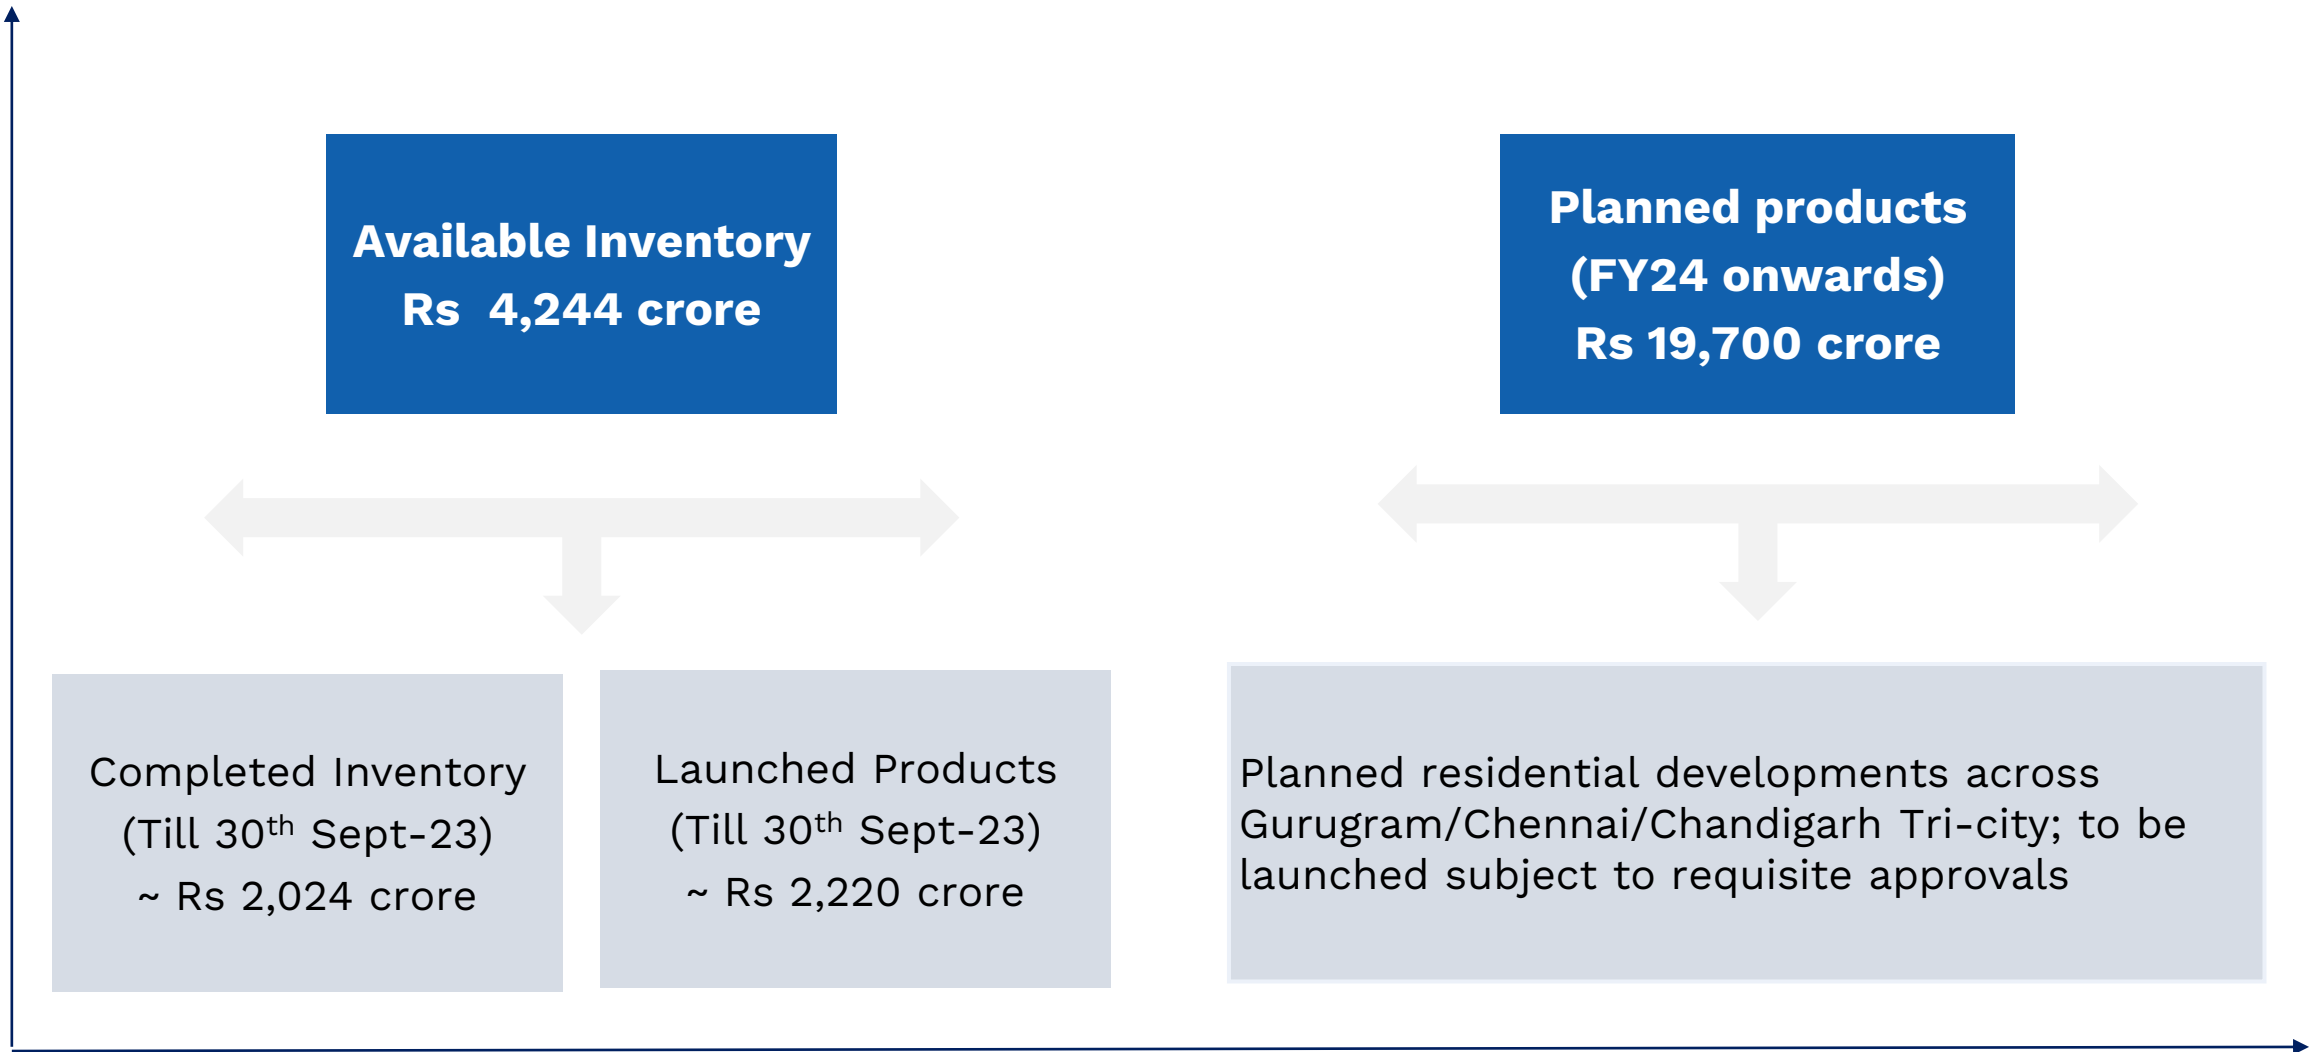 Available Inventory
Rs  4,244 crore
Planned products
(FY24 onwards)
Rs 19,700 crore
Completed Inventory
(Till 30th Sept-23)
~ Rs 2,024 crore
Launched Products
(Till 30th Sept-23)
~ Rs 2,220 crore
Planned residential developments across
Gurugram/Chennai/Chandigarh Tri-city; to be
launched subject to requisite approvals